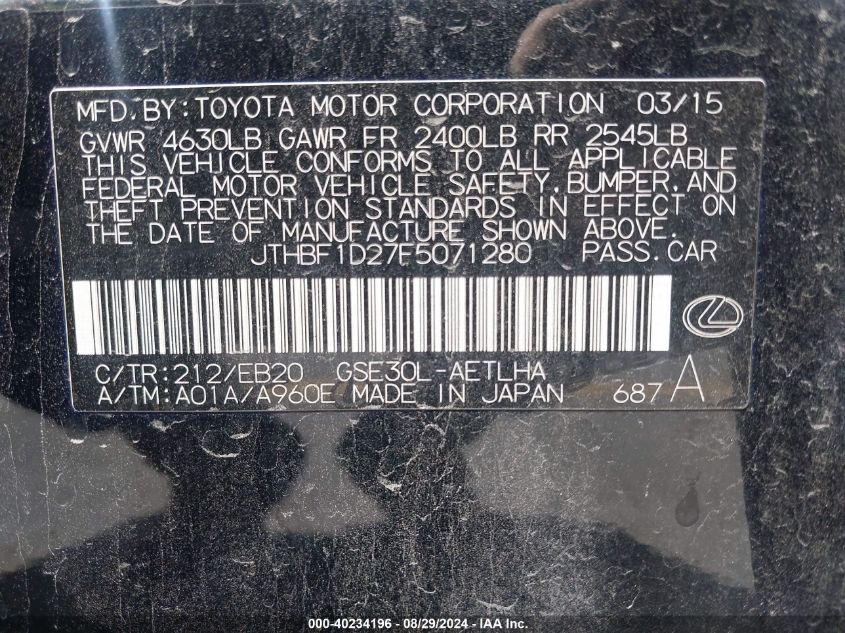 MFD.BY:TOYOTA MOTOR CORPORATION 03/15
GVWR 4630LB GAWR FR 2400LB RR 2545LB
THIS VEHICLE CONFORMS TO ALL APPLICABLE
FEDERAL MOTOR VEHICLE SAFETY,BUMPER,AND
THEFT PREVENTION STANDARDS IN EFFECT ON
THE DATE OF MANUFACTURE SHOWN ABOVE.
JTHBF1D27F5071280 PASS.CAR
C/TR:212/EB20 GSE30L-AETLHA
A/TM:A01A/A960E MADE IN JAPAN 687A
000-40234196 - 08/29/2024 - IAA Inc.